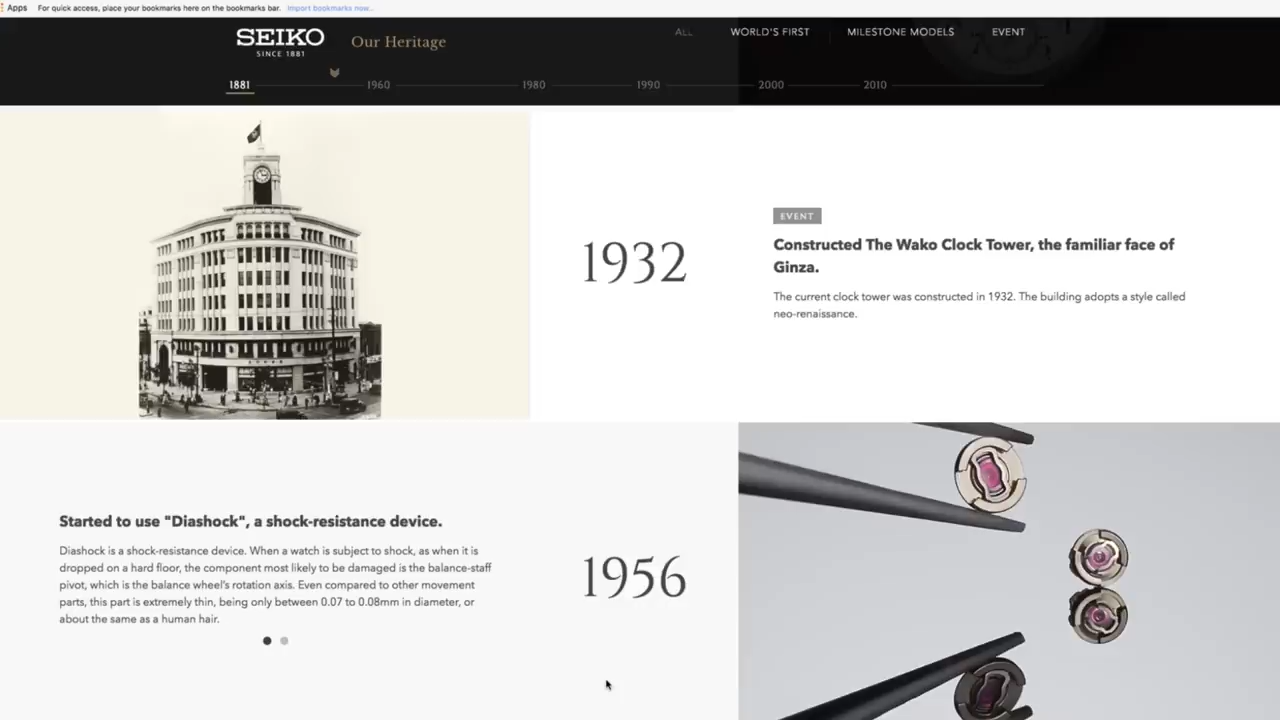 Apps For quick access, place your bookmarks here on the bookmarks bar. Import bookmarks now...
SEIKO
SINCE 1881
Our Heritage
ALL WORLD'S FIRST MILESTONE MODELS EVENT
1881 1960 1980 1990 2000 2010
1932
EVENT
Constructed The Wako Clock Tower, the familiar face of
Ginza.
The current clock tower was constructed in 1932. The building adopts a style called
neo-renaissance.
Started to use "Diashock", a shock-resistance device.
Diashock is a shock-resistance device. When a watch is subject to shock, as when it is
dropped on a hard floor, the component most likely to be damaged is the balance-staff
pivot, which is the balance wheel's rotation axis. Even compared to other movement
parts, this part is extremely thin, being only between 0.07 to 0.08mm in diameter, or
about the same as a human hair.
1956